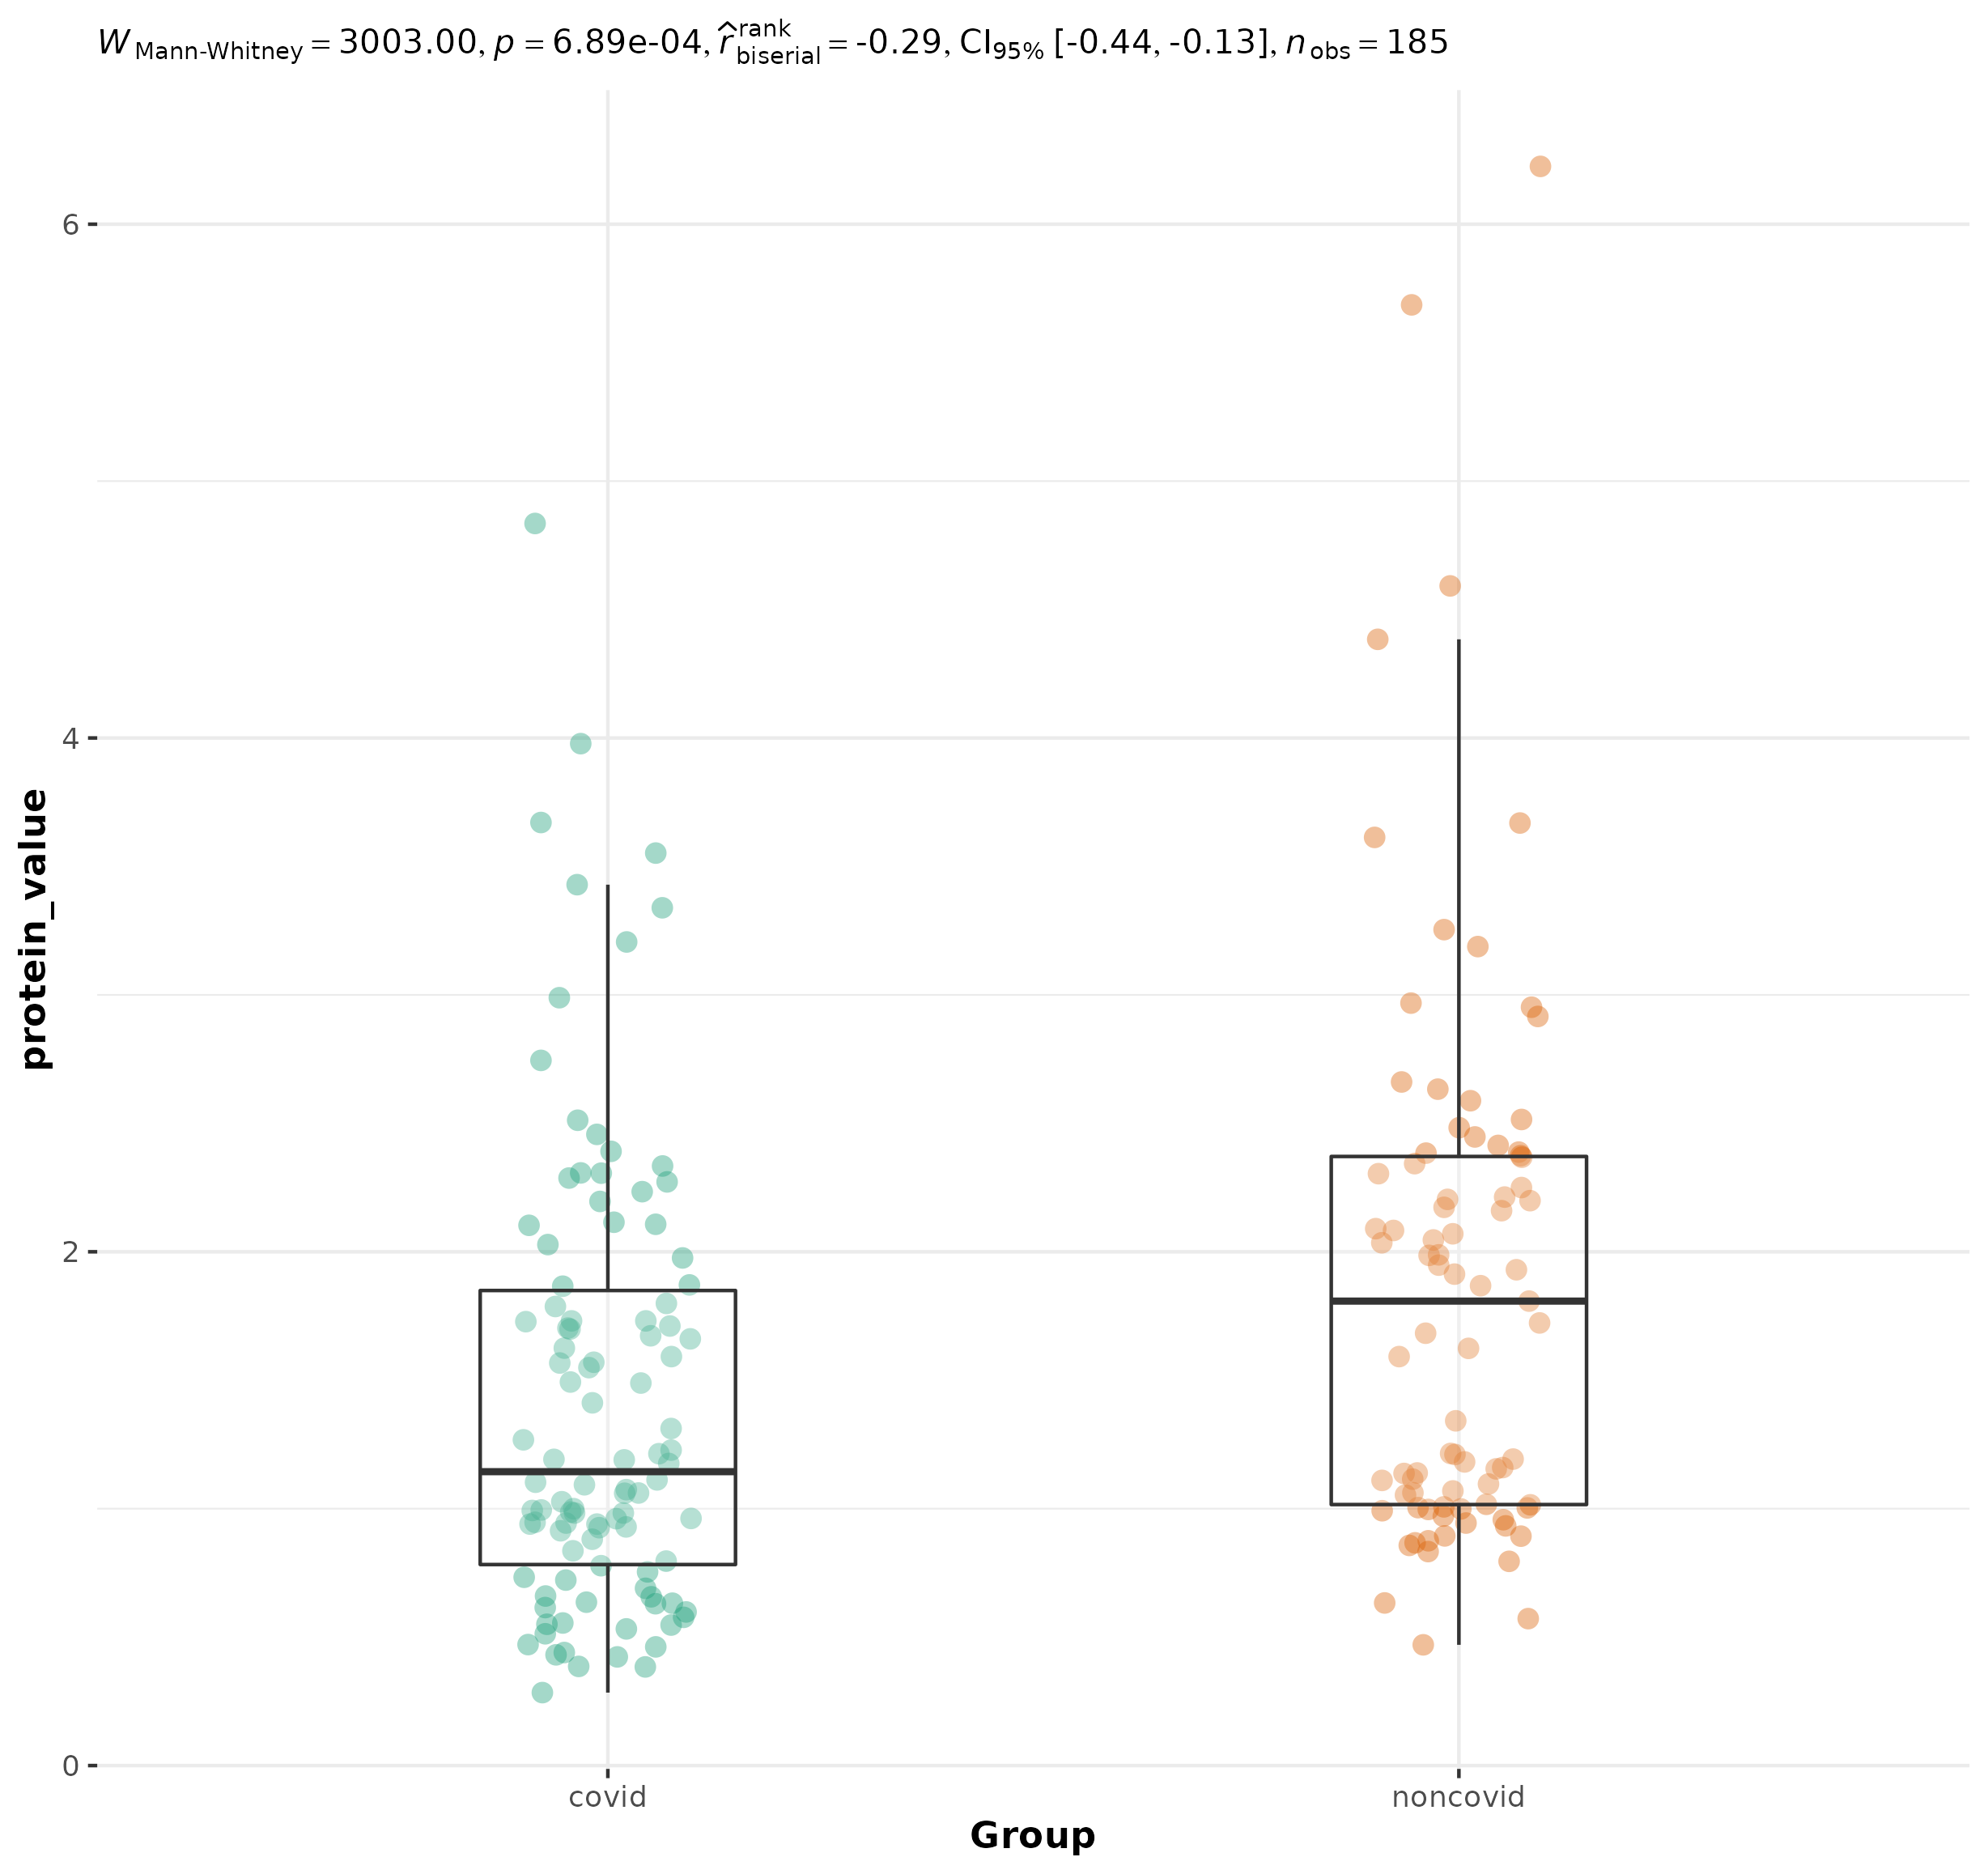 W Mann-Whitney = 3003.00, p = 6.89e-04, r̂ rank biserial = -0.29, CI95% [-0.44, -0.13], n obs = 185
6
4
2
0
protein_value
covid noncovid
Group